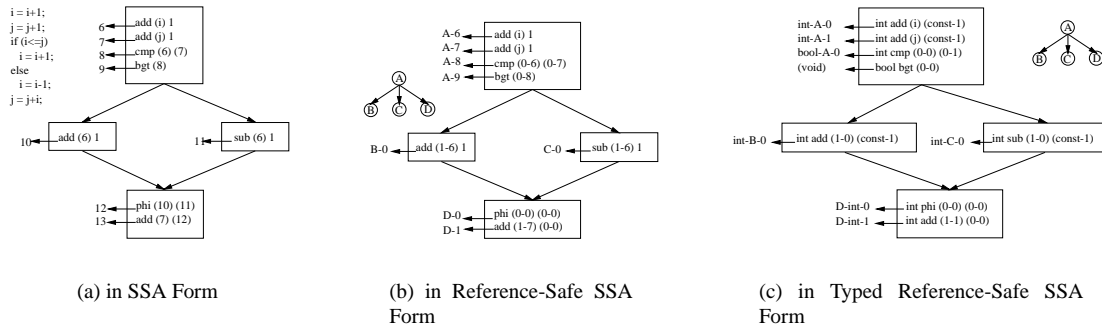 i = i+1;
j = j+1;
if (i<=j)
i = i+1;
else
i = i-1;
j = j+i;
6 add (i) 1
7 add (j) 1
8 cmp (6) (7)
9 bgt (8)
10 add (6) 1
11 sub (6) 1
12 phi (10) (11)
13 add (7) (12)
(a) in SSA Form
A-6 add (i) 1
A-7 add (j) 1
A-8 cmp (0-6) (0-7)
A-9 bgt (0-8)
A
B C D
B-0 add (1-6) 1
C-0 sub (1-6) 1
D-0 phi (0-0) (0-0)
D-1 add (1-7) (0-0)
(b) in Reference-Safe SSA
Form
int-A-0 int add (i) (const-1)
int-A-1 int add (j) (const-1)
bool-A-0 int cmp (0-0) (0-1)
(void) bool bgt (0-0)
A
B C D
int-B-0 int add (1-0) (const-1)
int-C-0 int sub (1-0) (const-1)
D-int-0 int phi (0-0) (0-0)
D-int-1 int add (1-1) (0-0)
(c) in Typed Reference-Safe SSA
Form